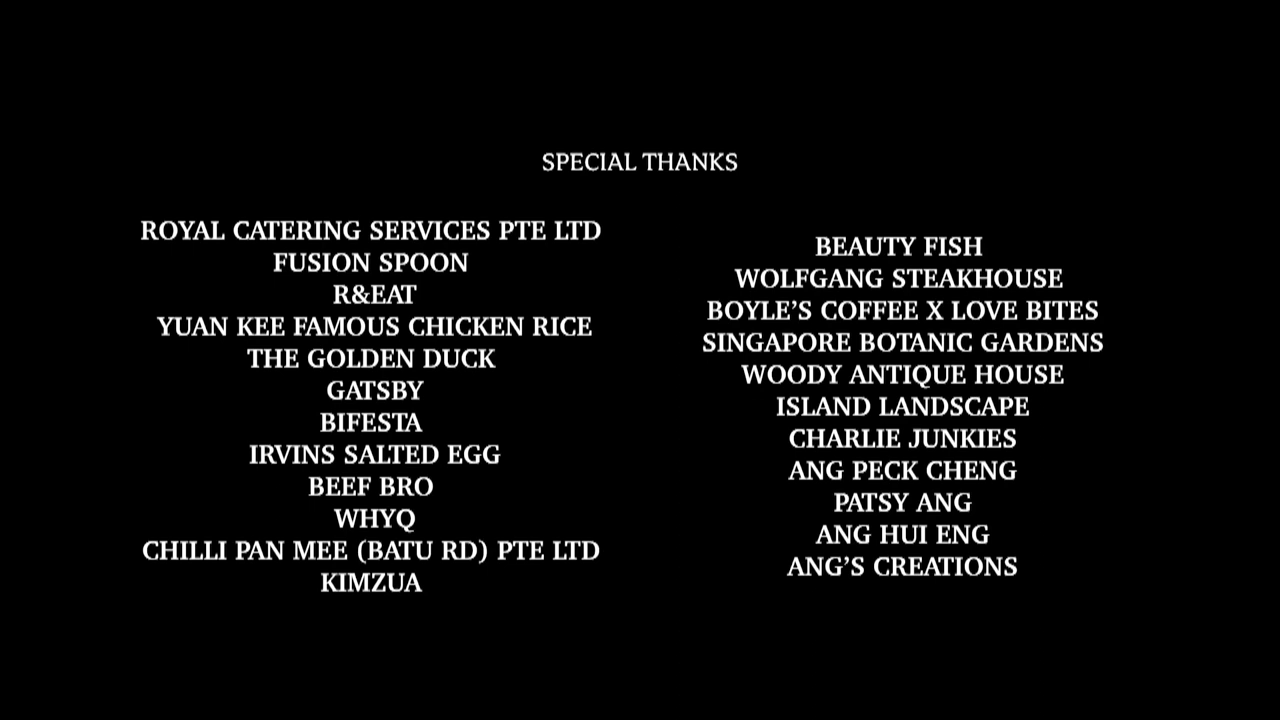 SPECIAL THANKS
ROYAL CATERING SERVICES PTE LTD
FUSION SPOON
R&EAT
YUAN KEE FAMOUS CHICKEN RICE
THE GOLDEN DUCK
GATSBY
BIFESTA
IRVINS SALTED EGG
BEEF BRO
WHYQ
CHILLI PAN MEE (BATU RD) PTE LTD
KIMZUA
BEAUTY FISH
WOLFGANG STEAKHOUSE
BOYLE’S COFFEE X LOVE BITES
SINGAPORE BOTANIC GARDENS
WOODY ANTIQUE HOUSE
ISLAND LANDSCAPE
CHARLIE JUNKIES
ANG PECK CHENG
PATSY ANG
ANG HUI ENG
ANG’S CREATIONS